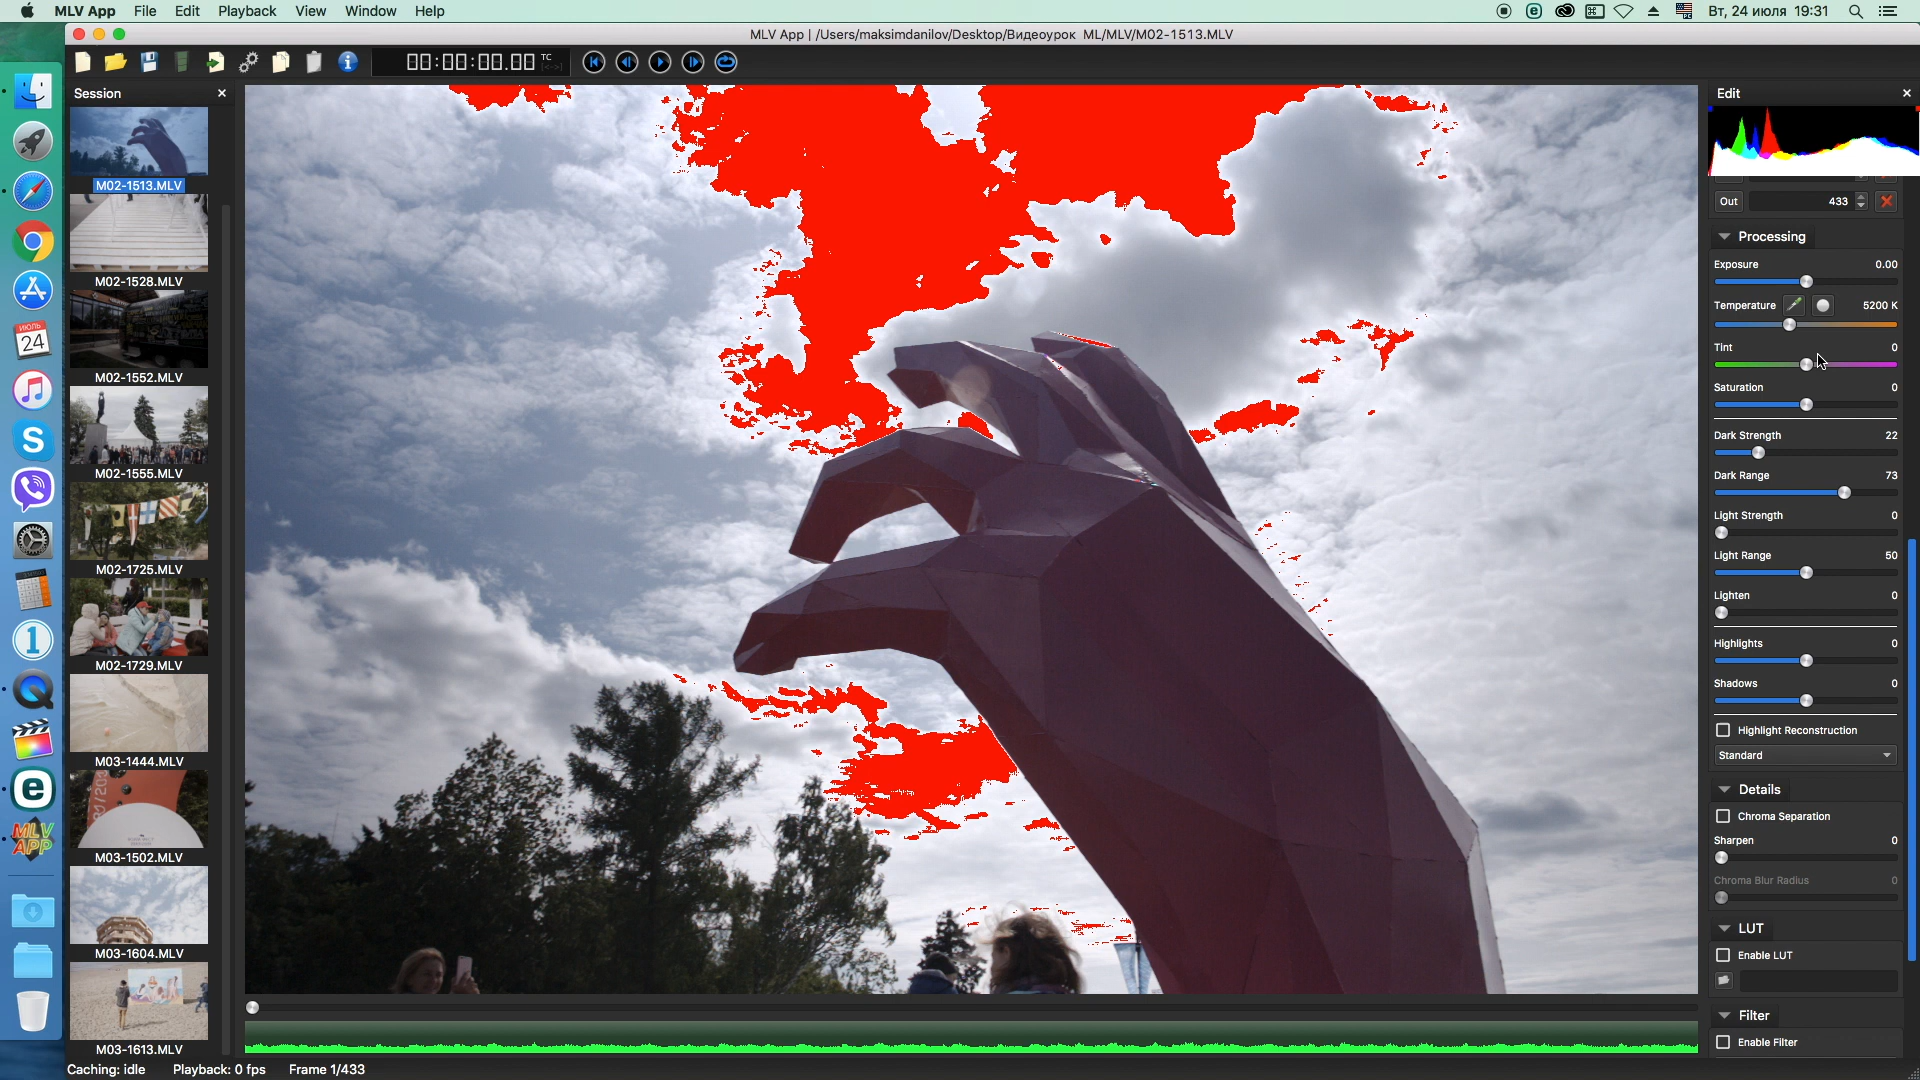 MLV App File Edit Playback View Window Help
Вт, 24 июля 19:31
MLV App | /Users/maksimdanilov/Desktop/Видеоурок ML/MLV/M02-1513.MLV
00:00:00.00 TC
Session
Edit
M02-1513.MLV
M02-1528.MLV
M02-1552.MLV
M02-1555.MLV
M02-1725.MLV
M02-1729.MLV
M03-1444.MLV
M03-1502.MLV
M03-1604.MLV
M03-1613.MLV
ИЮЛЬ
24
MLV
APP
Out 433
Processing
Exposure 0.00
Temperature 5200 K
Tint 0
Saturation 0
Dark Strength 22
Dark Range 73
Light Strength 0
Light Range 50
Lighten 0
Highlights 0
Shadows 0
Highlight Reconstruction
Standard
Details
Chroma Separation
Sharpen 0
Chroma Blur Radius 0
LUT
Enable LUT
Filter
Enable Filter
Caching: idle Playback: 0 fps Frame 1/433